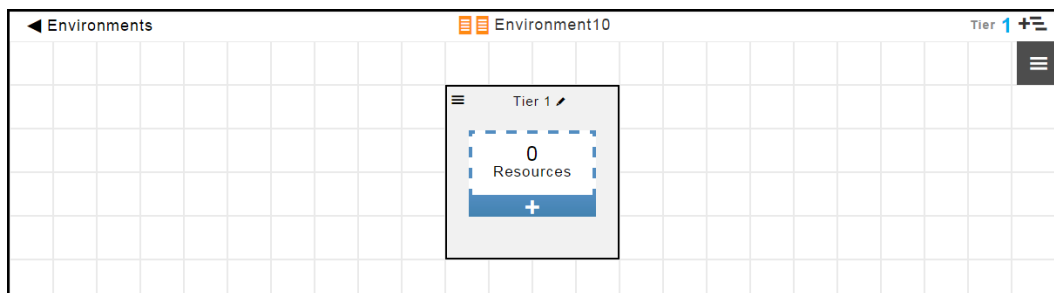 Environments
Environment10
Tier 1
Tier 1
0
Resources